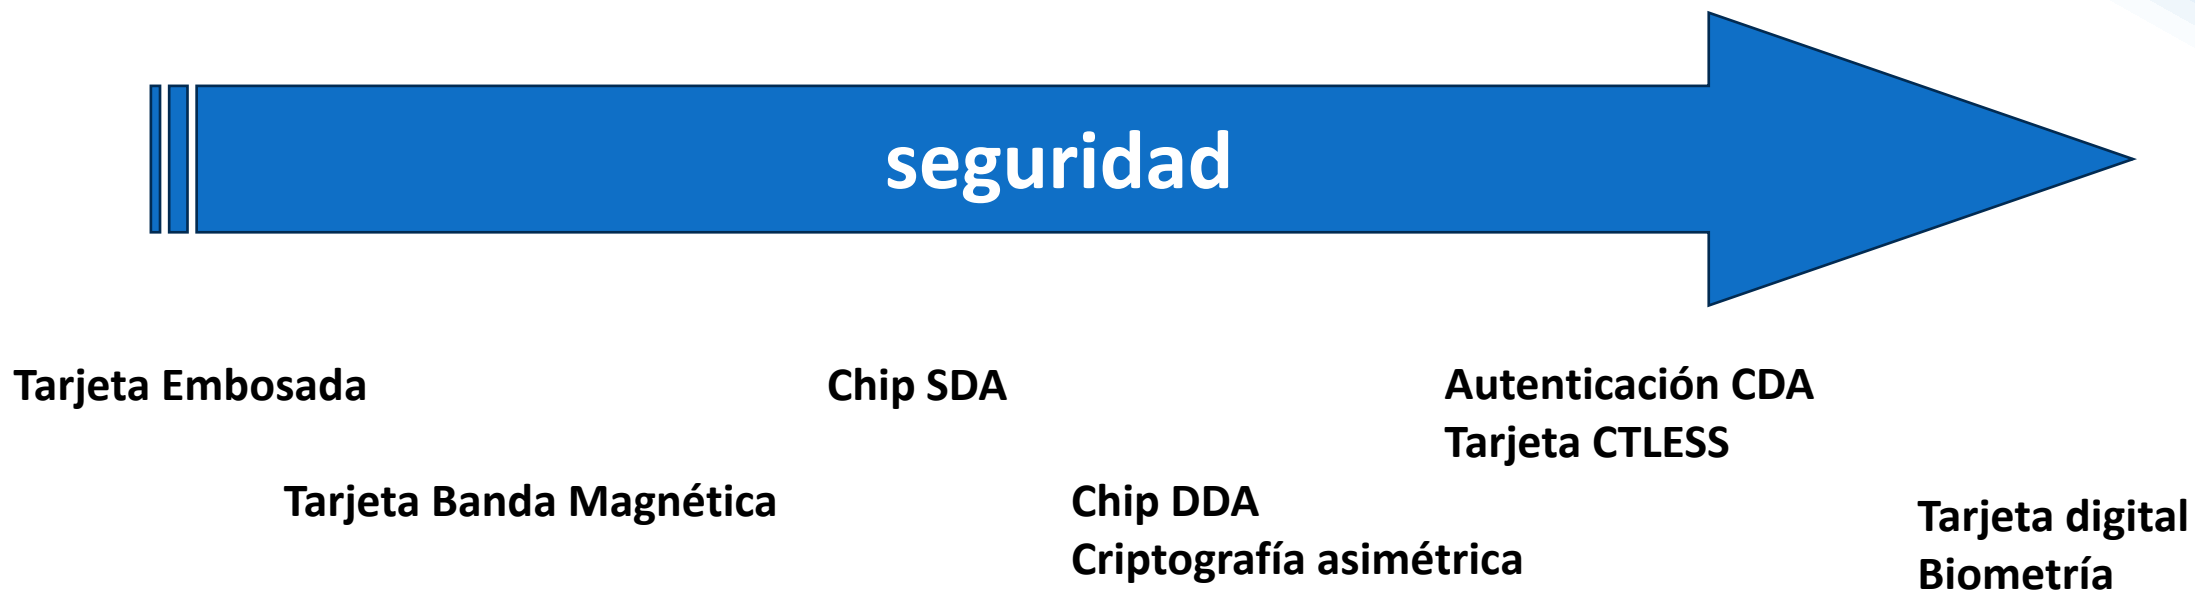 seguridad
Tarjeta Embosada
Tarjeta Banda Magnética
Chip SDA
Chip DDA
Criptografía asimétrica
Autenticación CDA
Tarjeta CTLESS
Tarjeta digital
Biometría